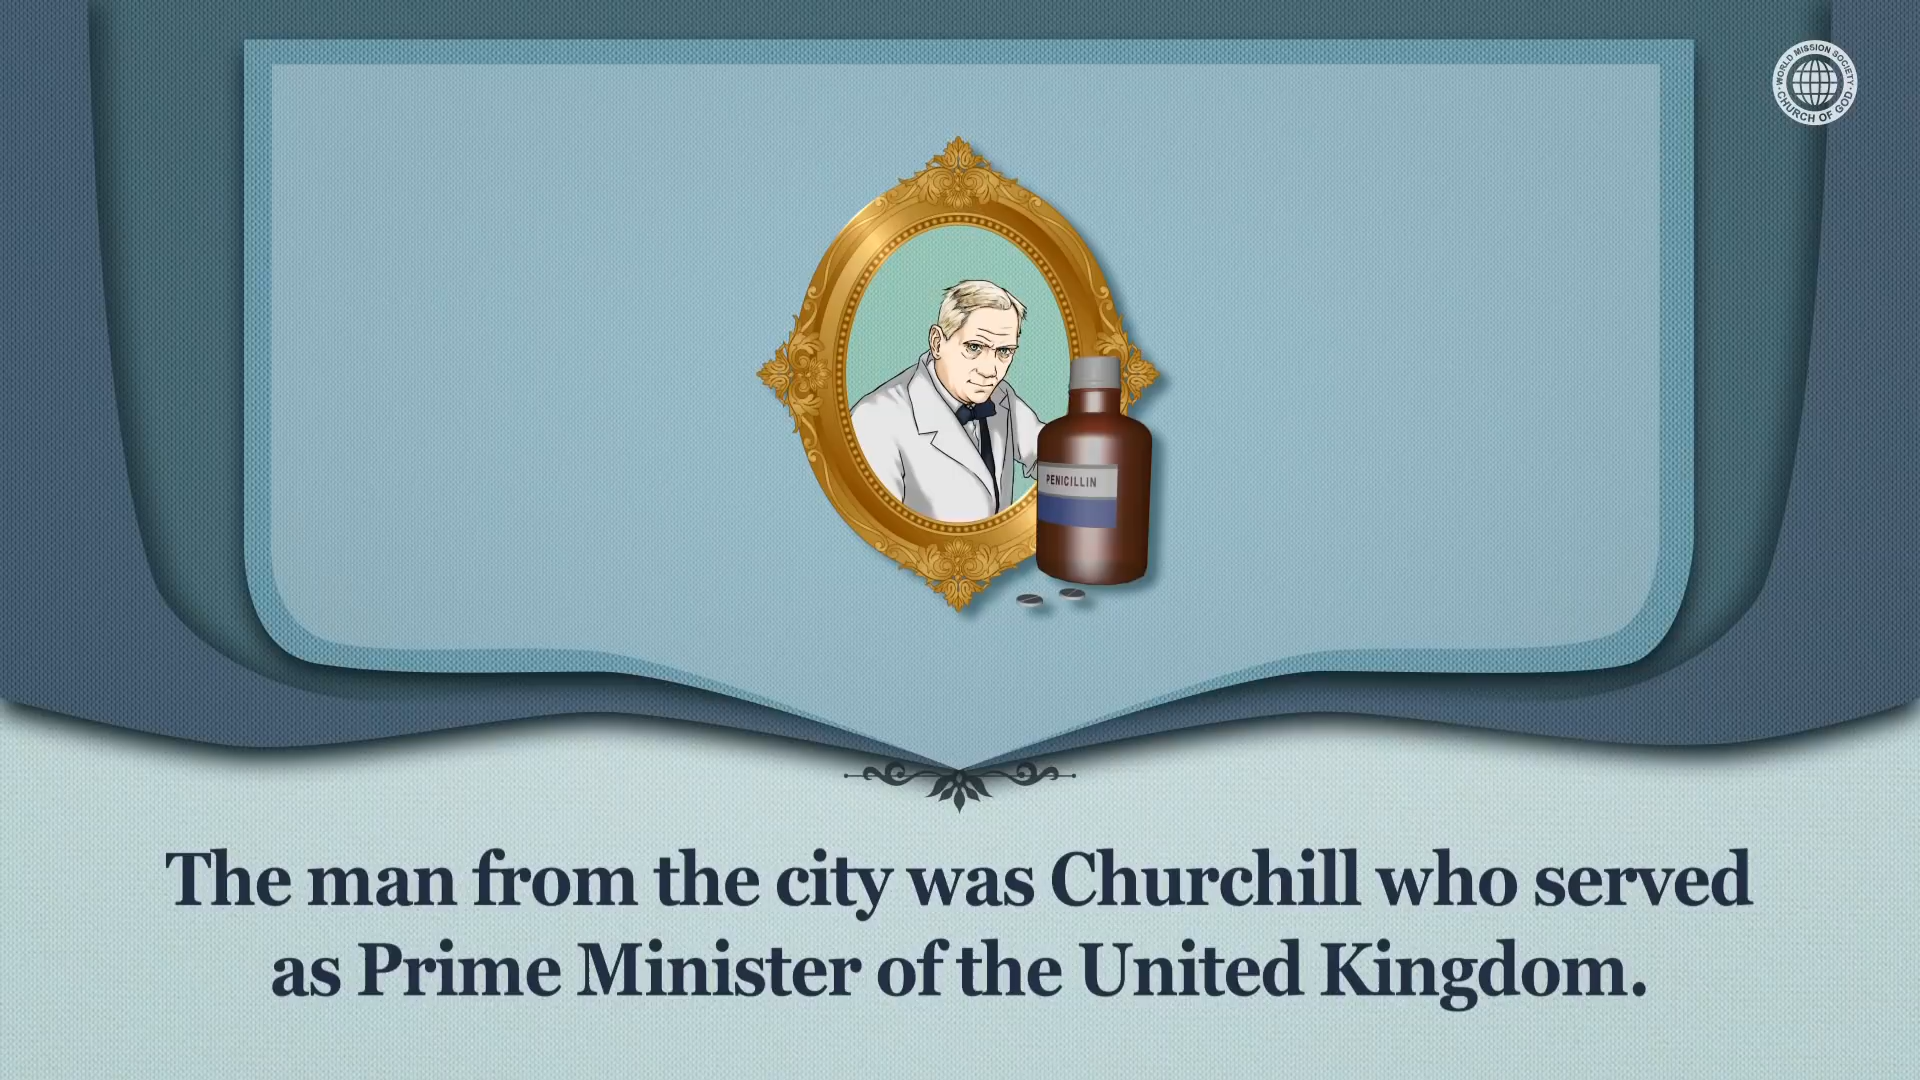 WORLD MISSION SOCIETY
CHURCH OF GOD
PENICILLIN
The man from the city was Churchill who served
as Prime Minister of the United Kingdom.